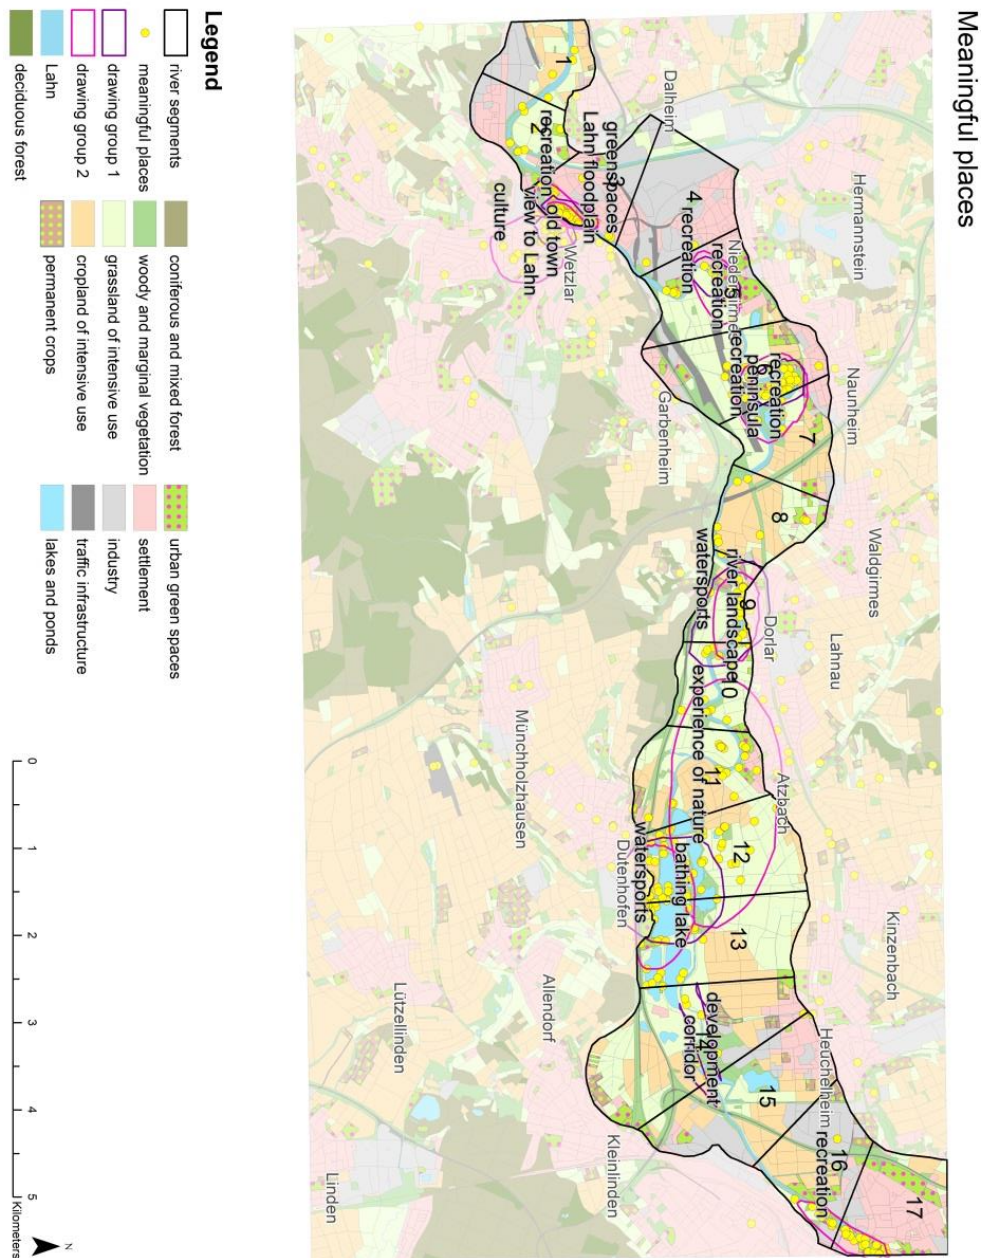 Meaningful places
Hermannstein
Naunheim
Waldgirmes
Lahnau
Kinzenbach
Dalheim
Niedergirmes
Dorlar
Atzbach
Heuchelheim
Wetzlar
Garbenheim
Münchholzhausen
Dutenhofen
Allendorf
Lützellinden
Kleinlinden
Linden
1
2
3
4
5
6
7
8
9
10
11
12
13
14
15
16
17
greenspaces
Lahn floodplain
recreation old town
view to Lahn
culture
recreation
recreation
recreation
peninsula
recreation
river landscape
watersports
experience of nature
bathing lake
watersports
development
corridor
recreation
Legend
river segments
meaningful places
drawing group 1
drawing group 2
Lahn
deciduous forest
coniferous and mixed forest
woody and marginal vegetation
grassland of intensive use
cropland of intensive use
permanent crops
urban green spaces
settlement
industry
traffic infrastructure
lakes and ponds
0 1 2 3 4 5
Kilometers
N